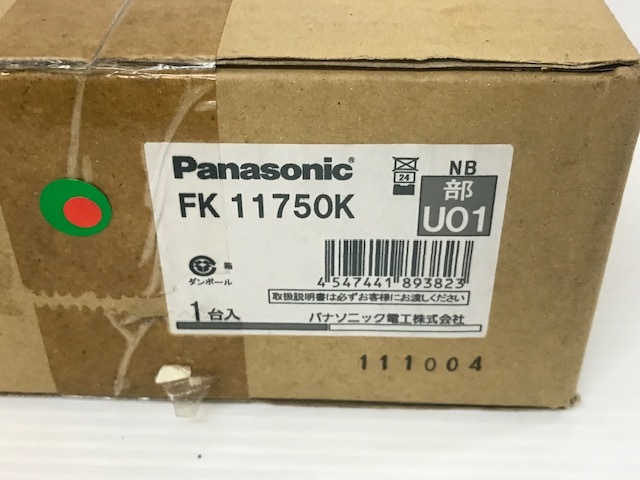 Panasonic®
FK 11750K
24
NB
部
U01
箱
ダンボール
4 547441 893823
取扱説明書は必ずお客様にお渡しください
1台入
パナソニック電工株式会社
111004